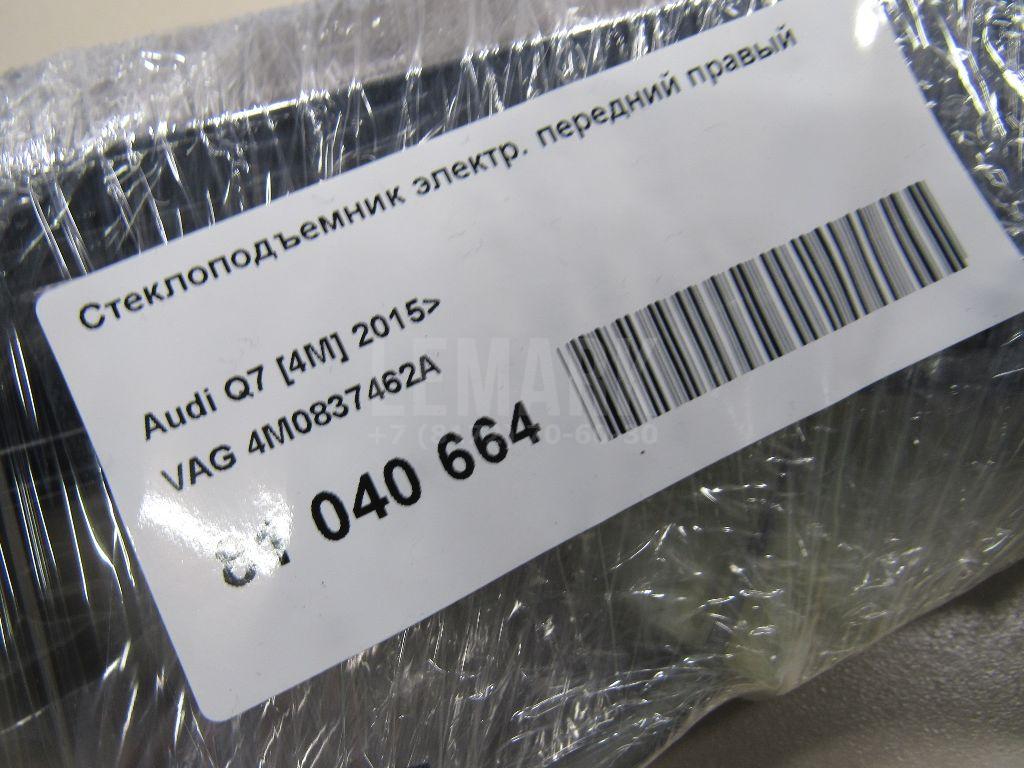 Стеклоподъемник электр. передний правый
Audi Q7 [4M] 2015>
VAG 4M0837462A
040 664